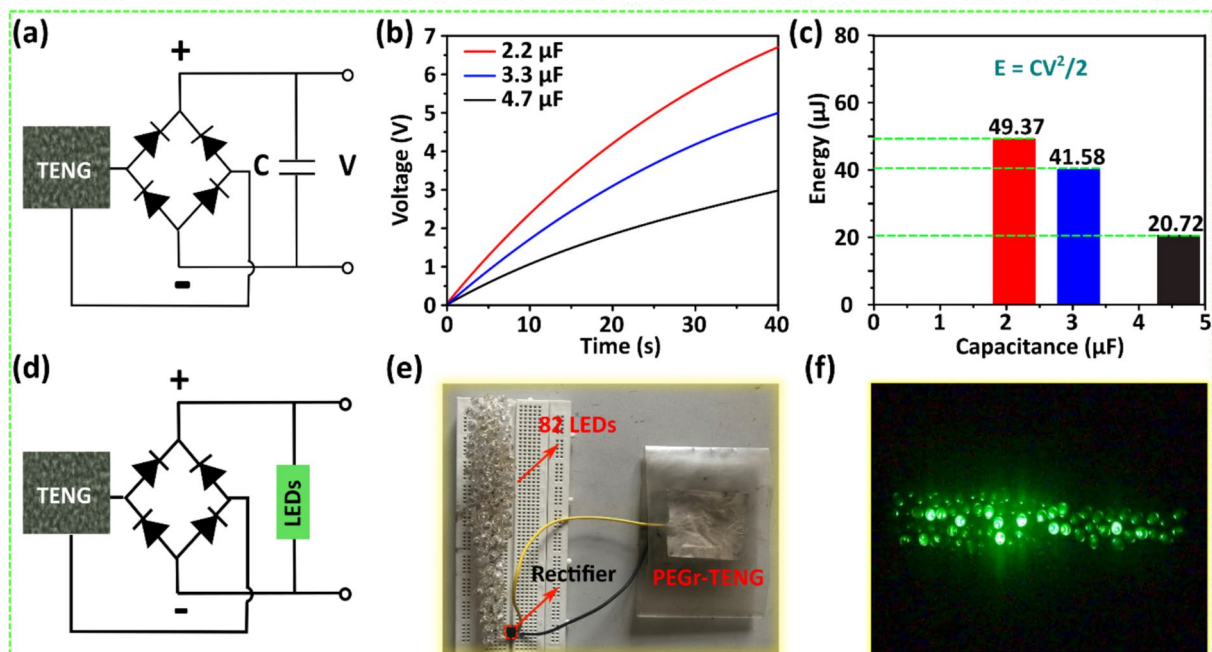 (a)
+
TENG
C
V
-
(b)
7
6
5
4
3
2
1
0
Voltage (V)
2.2 µF
3.3 µF
4.7 µF
0 10 20 30 40
Time (s)
(c)
80
60
40
20
0
Energy (µJ)
E = CV²/2
49.37
41.58
20.72
0 1 2 3 4 5
Capacitance (µF)
(d)
+
TENG
LEDs
-
(e)
82 LEDs
Rectifier
PEGr-TENG
(f)